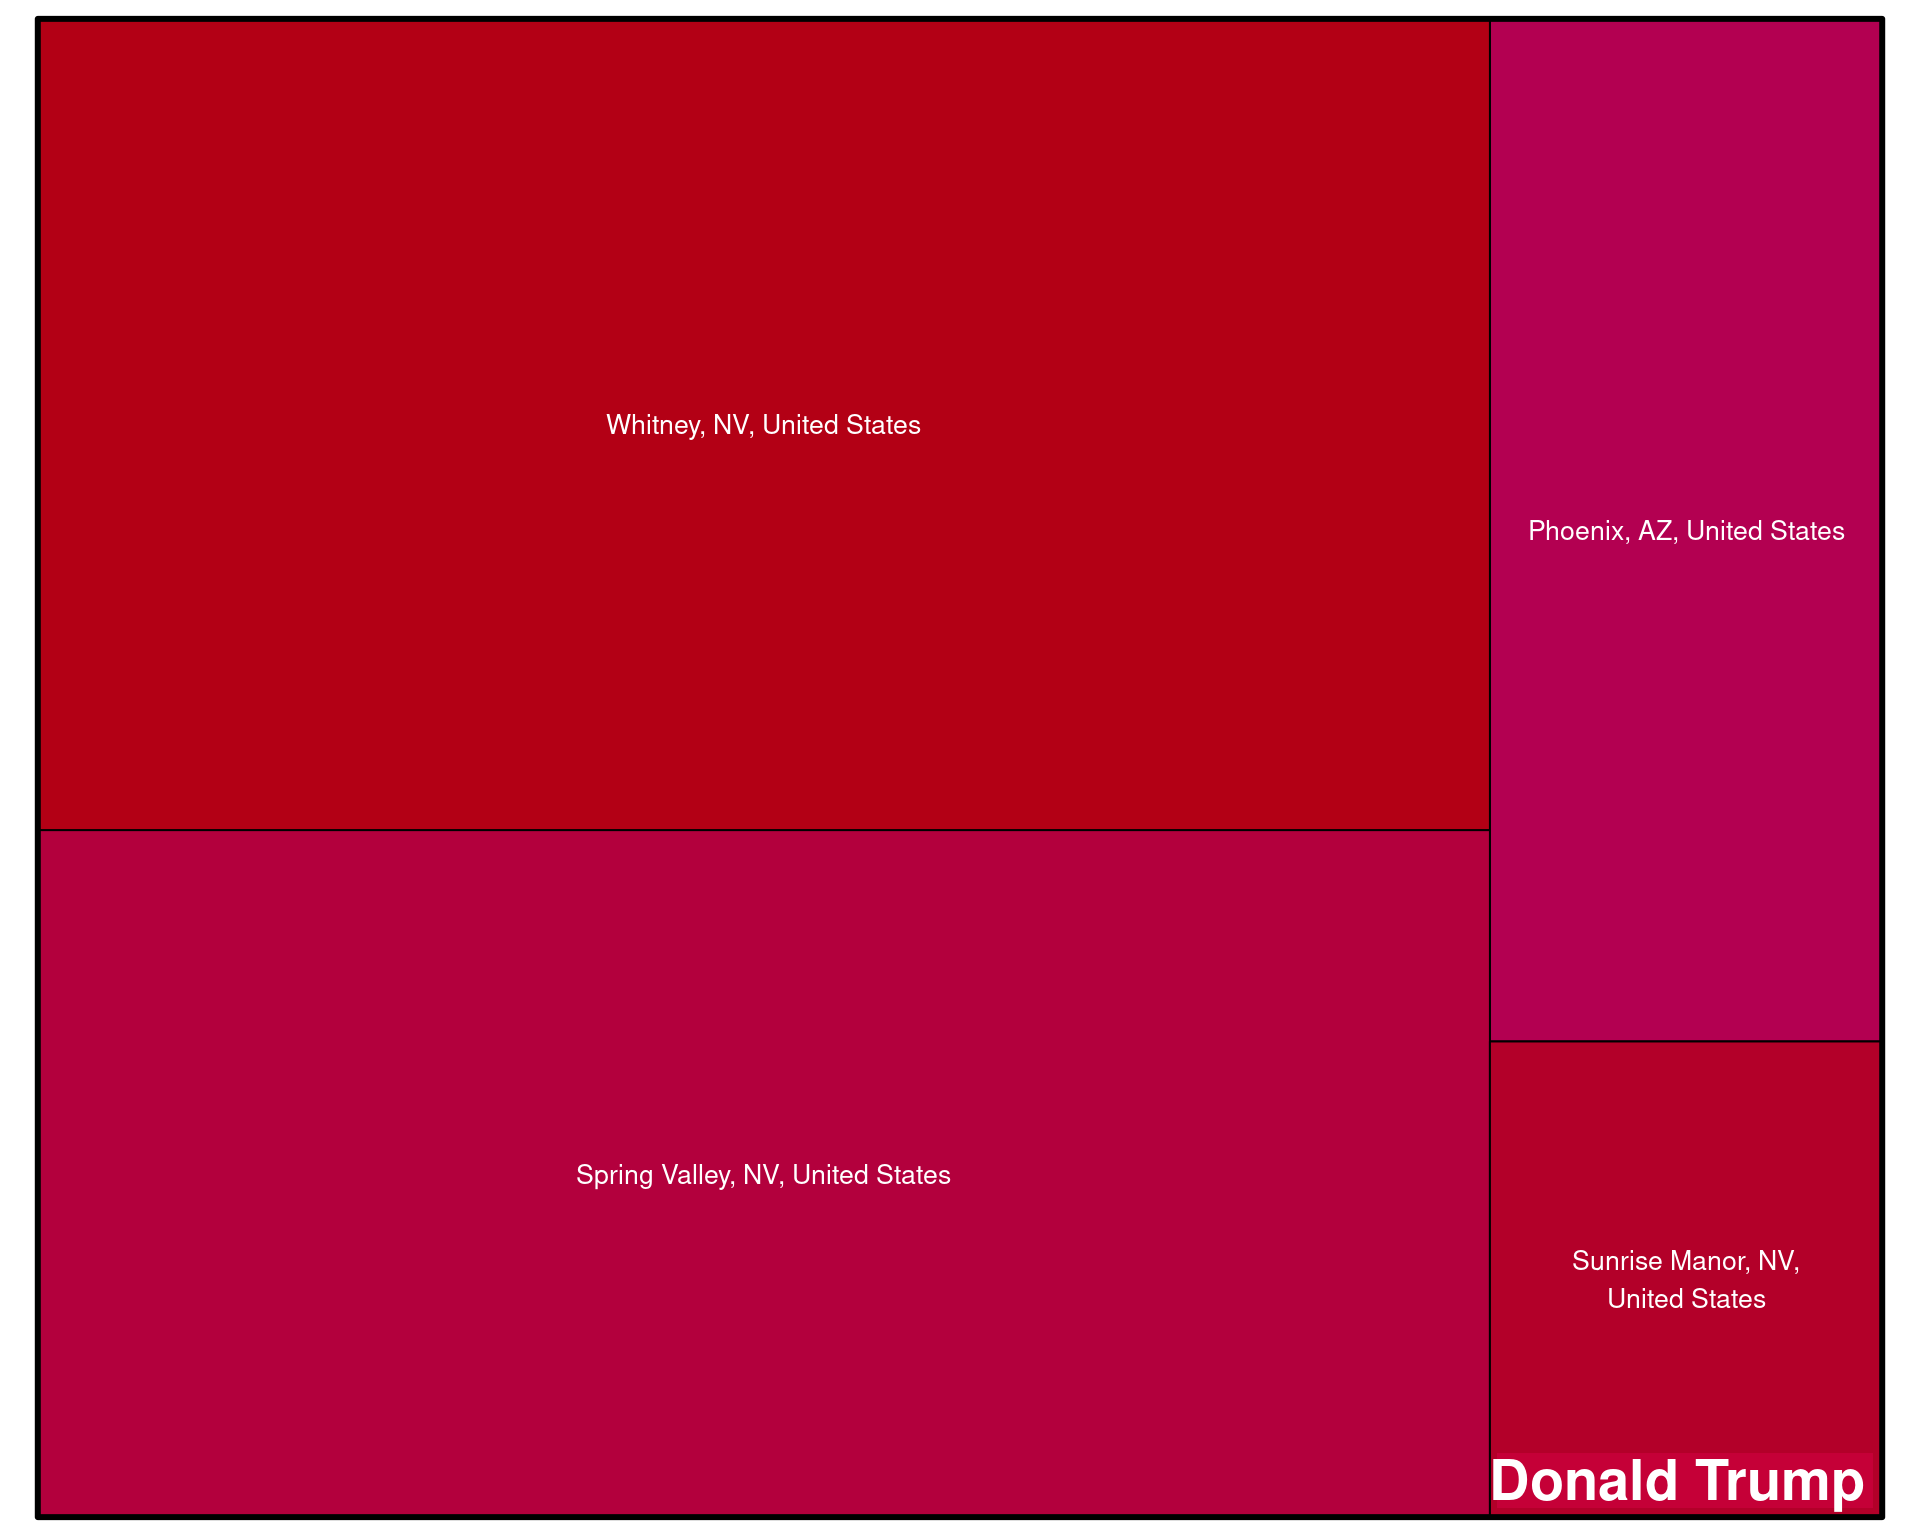 Whitney, NV, United States
Phoenix, AZ, United States
Spring Valley, NV, United States
Sunrise Manor, NV,
United States
Donald Trump